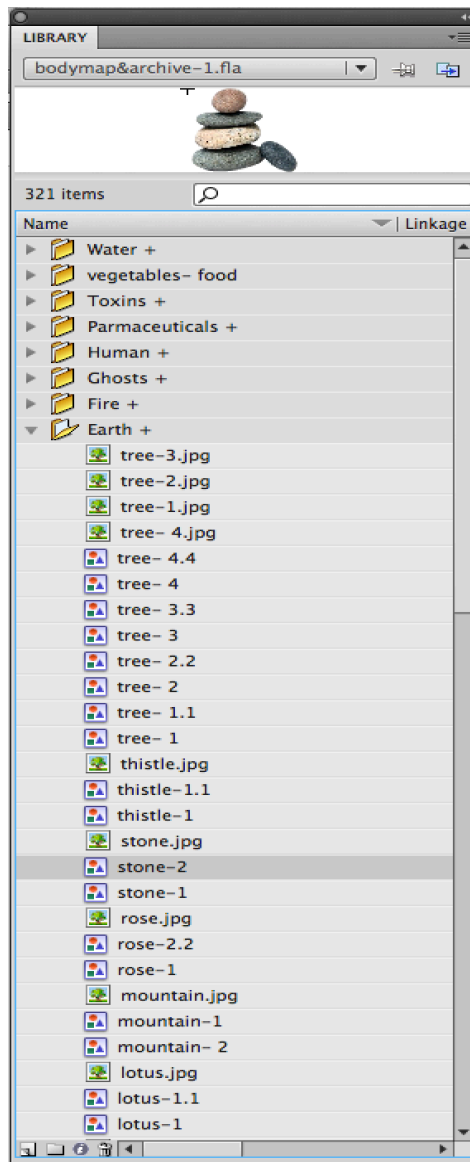 LIBRARY
bodymap&archive-1.fla
321 items
Name | Linkage
Water +
vegetables- food
Toxins +
Parmaceuticals +
Human +
Ghosts +
Fire +
Earth +
tree-3.jpg
tree-2.jpg
tree-1.jpg
tree- 4.jpg
tree- 4.4
tree- 4
tree- 3.3
tree- 3
tree- 2.2
tree- 2
tree- 1.1
tree- 1
thistle.jpg
thistle-1.1
thistle-1
stone.jpg
stone-2
stone-1
rose.jpg
rose-2.2
rose-1
mountain.jpg
mountain-1
mountain- 2
lotus.jpg
lotus-1.1
lotus-1